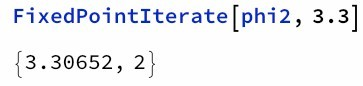 FixedPointIterate[phi2, 3.3]
{3.30652, 2}